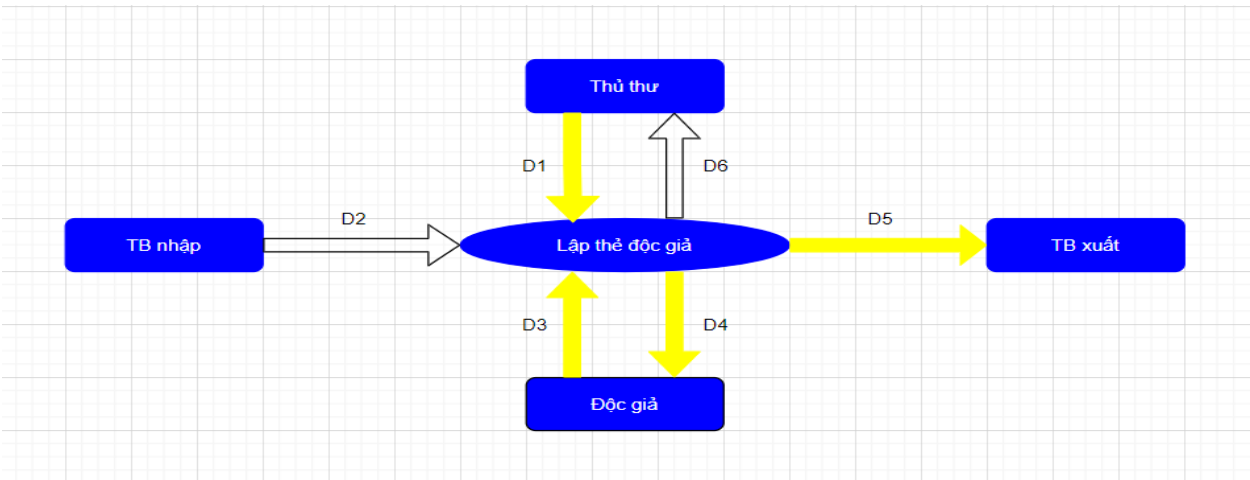 Thủ thư
D1
D6
D2
D5
TB nhập
Lập thẻ độc giả
TB xuất
D3
D4
Độc giả